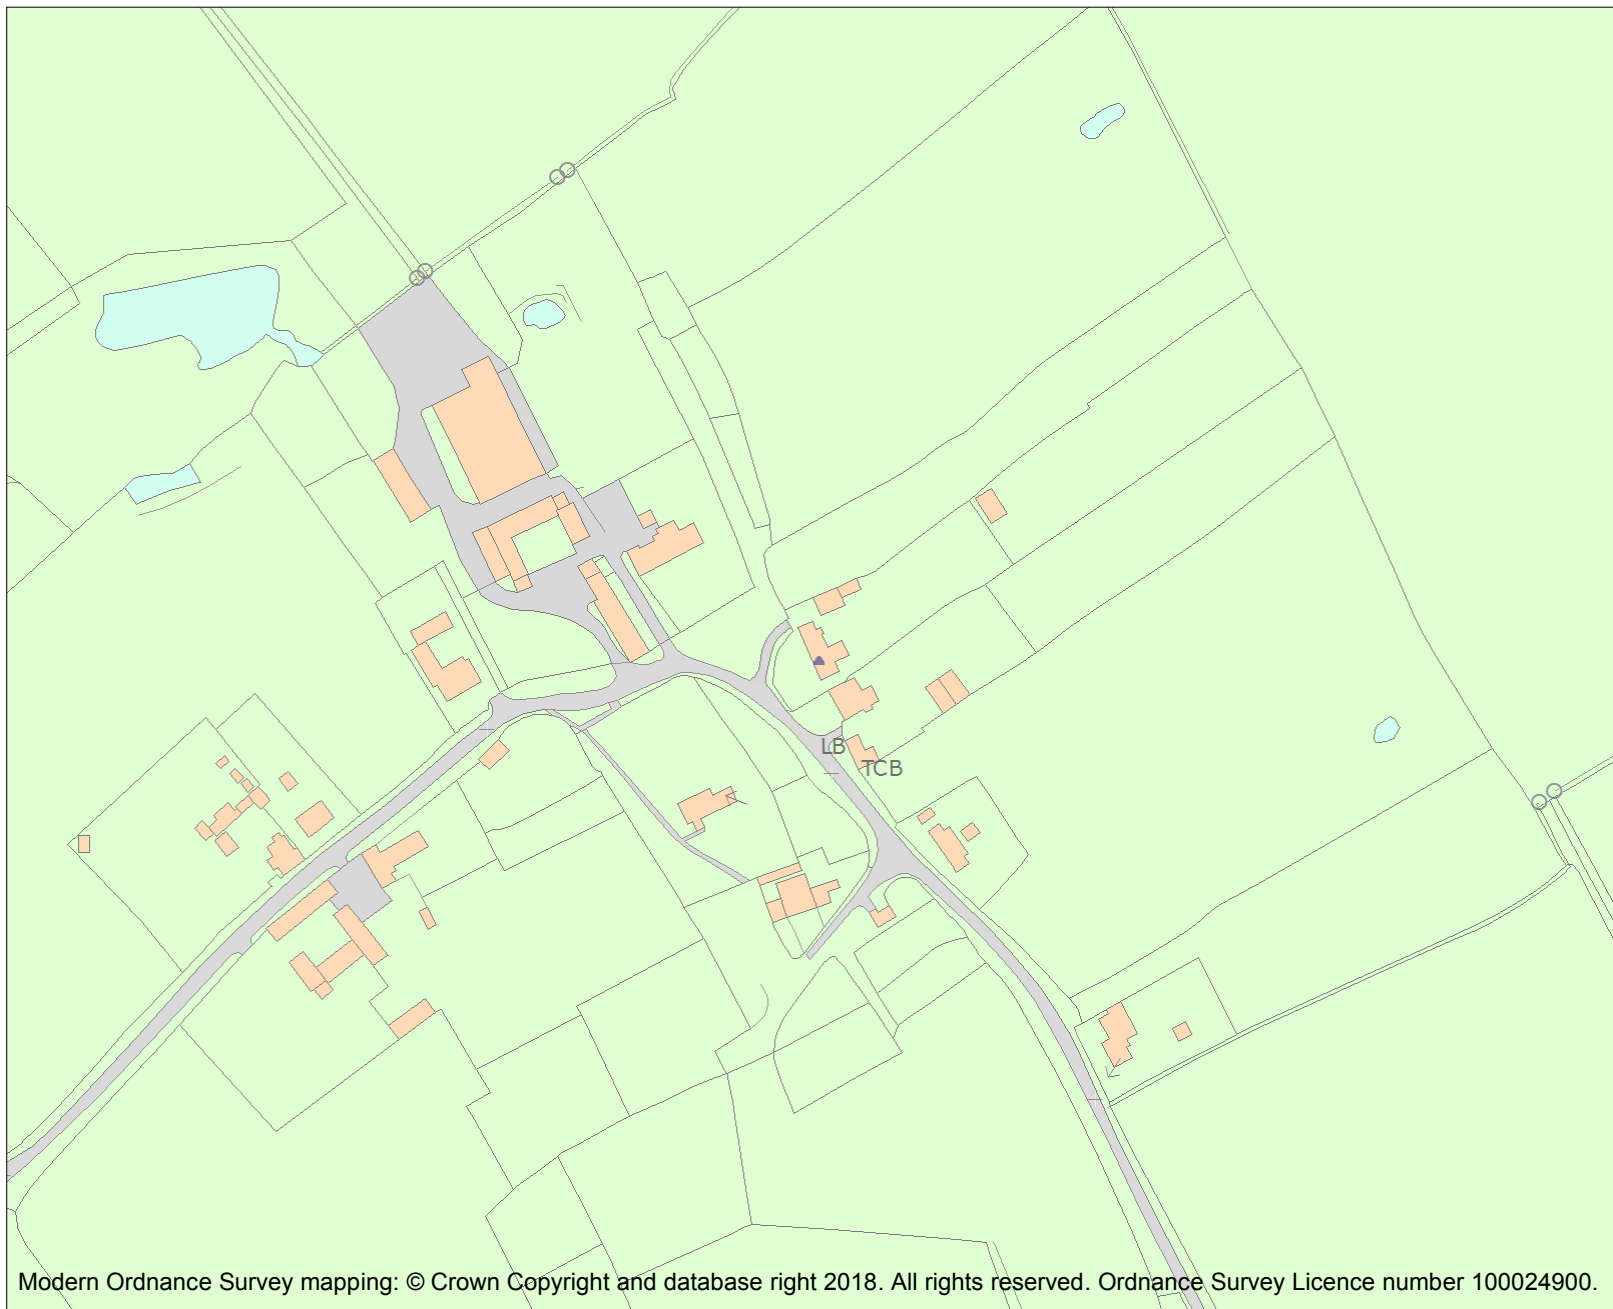 LB
TCB
Modern Ordnance Survey mapping: © Crown Copyright and database right 2018. All rights reserved. Ordnance Survey Licence number 100024900.